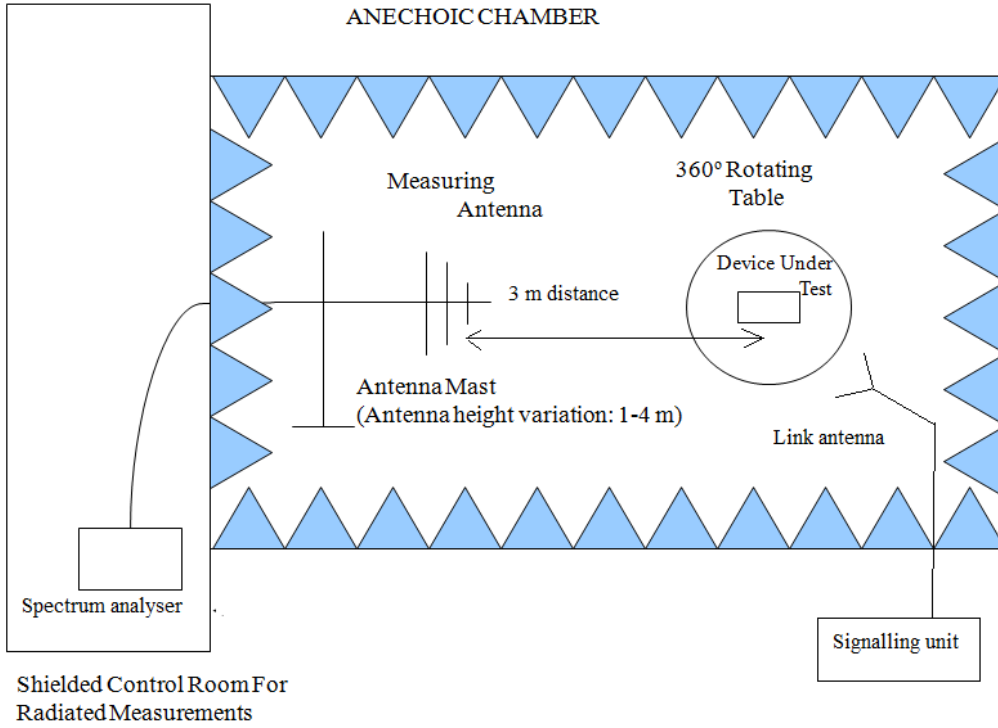 ANECHOIC CHAMBER
360º Rotating
Table
Measuring
Antenna
Device Under
Test
3 m distance
Antenna Mast
(Antenna height variation: 1-4 m)
Link antenna
Spectrum analyser
Signalling unit
Shielded Control Room For
Radiated Measurements